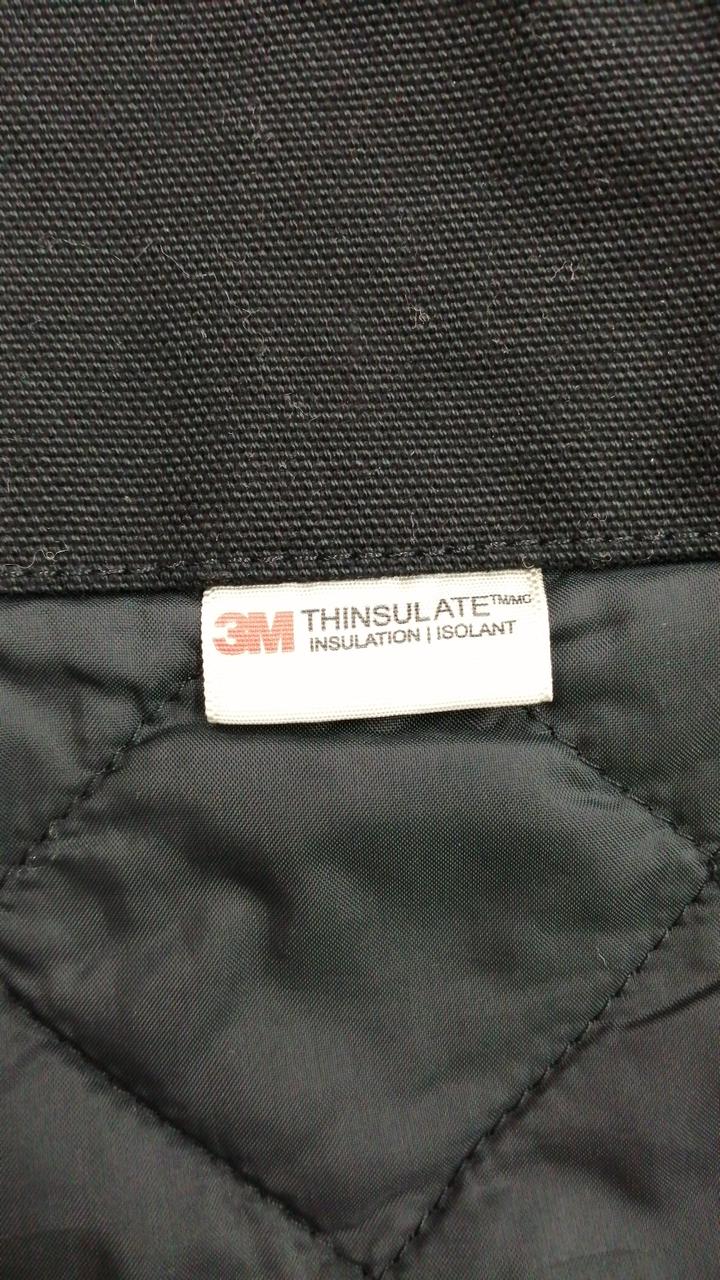 3M THINSULATE™/MC
INSULATION | ISOLANT